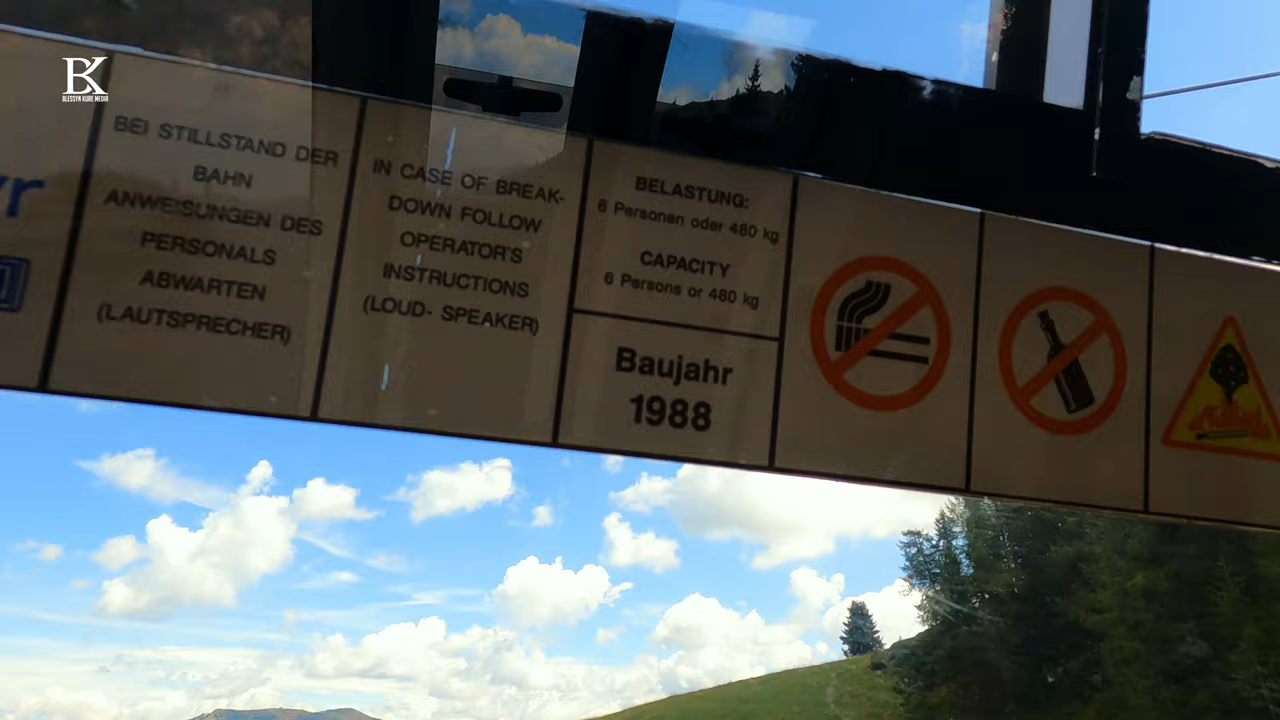 BK
BLESSYN KURE MEDIA
BEI STILLSTAND DER
BAHN
ANWEISUNGEN DES
PERSONALS
ABWARTEN
(LAUTSPRECHER)
IN CASE OF BREAK-
DOWN FOLLOW
OPERATOR'S
INSTRUCTIONS
(LOUD- SPEAKER)
BELASTUNG:
6 Personen oder 480 kg
CAPACITY
6 Persons or 480 kg
Baujahr
1988